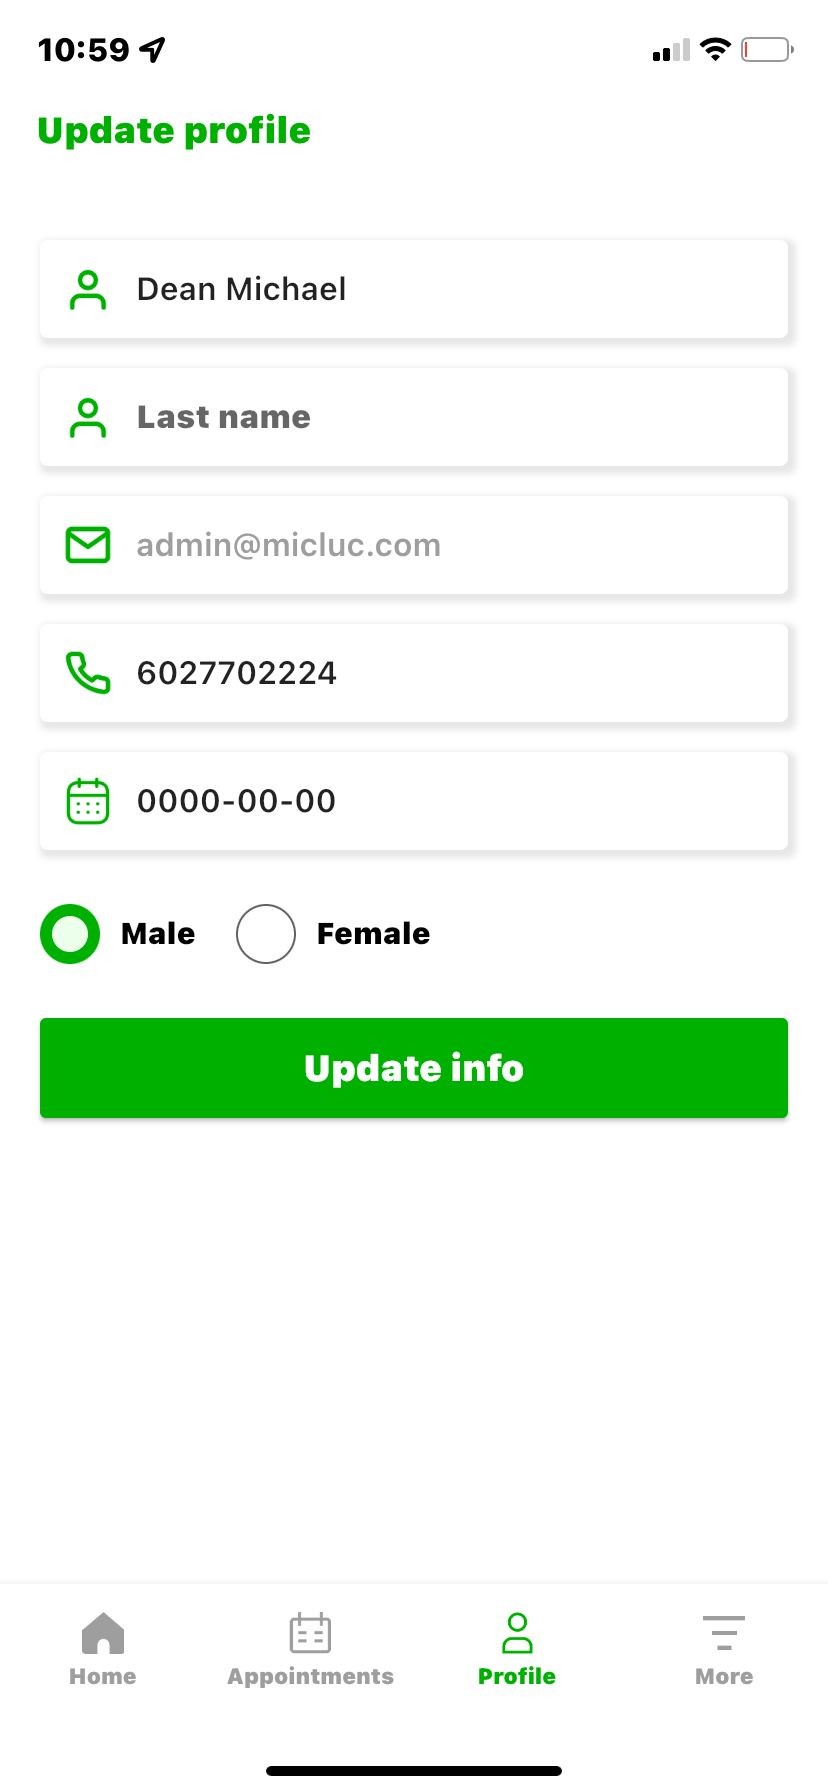 10:59
Update profile
Dean Michael
Last name
admin@micluc.com
6027702224
0000-00-00
Male Female
Update info
Home Appointments Profile More